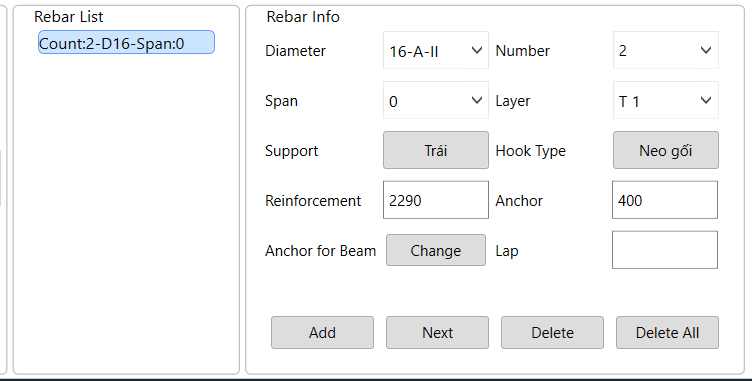 Rebar List
Count:2-D16-Span:0
Rebar Info
Diameter 16-A-II Number 2
Span 0 Layer T 1
Support Trái Hook Type Neo gối
Reinforcement 2290 Anchor 400
Anchor for Beam Change Lap
Add Next Delete Delete All